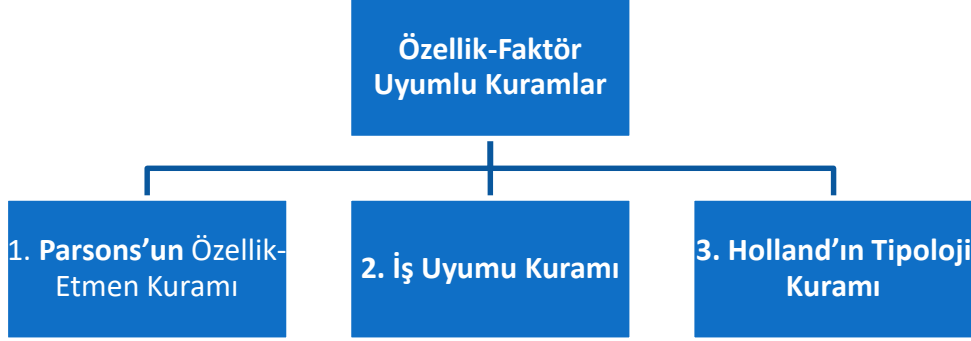 Özellik-Faktör
Uyumlu Kuramlar
1. Parsons’un Özellik-
Etmen Kuramı
2. İş Uyumu Kuramı
3. Holland’ın Tipoloji
Kuramı